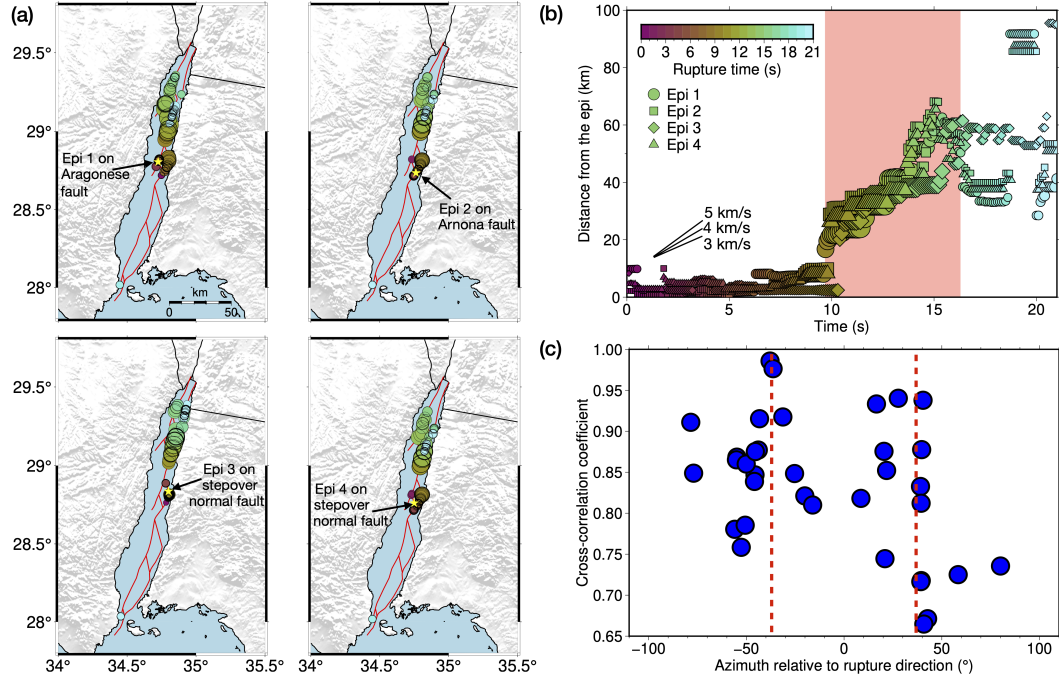 (a)
29.5°
29°
28.5°
28°
Epi 1 on
Aragonese
fault
km
0 50
Epi 2 on
Arnona fault
29.5°
29°
28.5°
28°
Epi 3 on
stepover
normal fault
Epi 4 on
stepover
normal fault
34° 34.5° 35° 35.5°
34.5° 35° 35.5°
(b)
100
80
60
40
20
0
Distance from the epi (km)
0 3 6 9 12 15 18 21
Rupture time (s)
Epi 1
Epi 2
Epi 3
Epi 4
5 km/s
4 km/s
3 km/s
0 5 10 15 20
Time (s)
(c)
1.00
0.95
0.90
0.85
0.80
0.75
0.70
0.65
Cross-correlation coefficient
−100 −50 0 50 100
Azimuth relative to rupture direction (°)